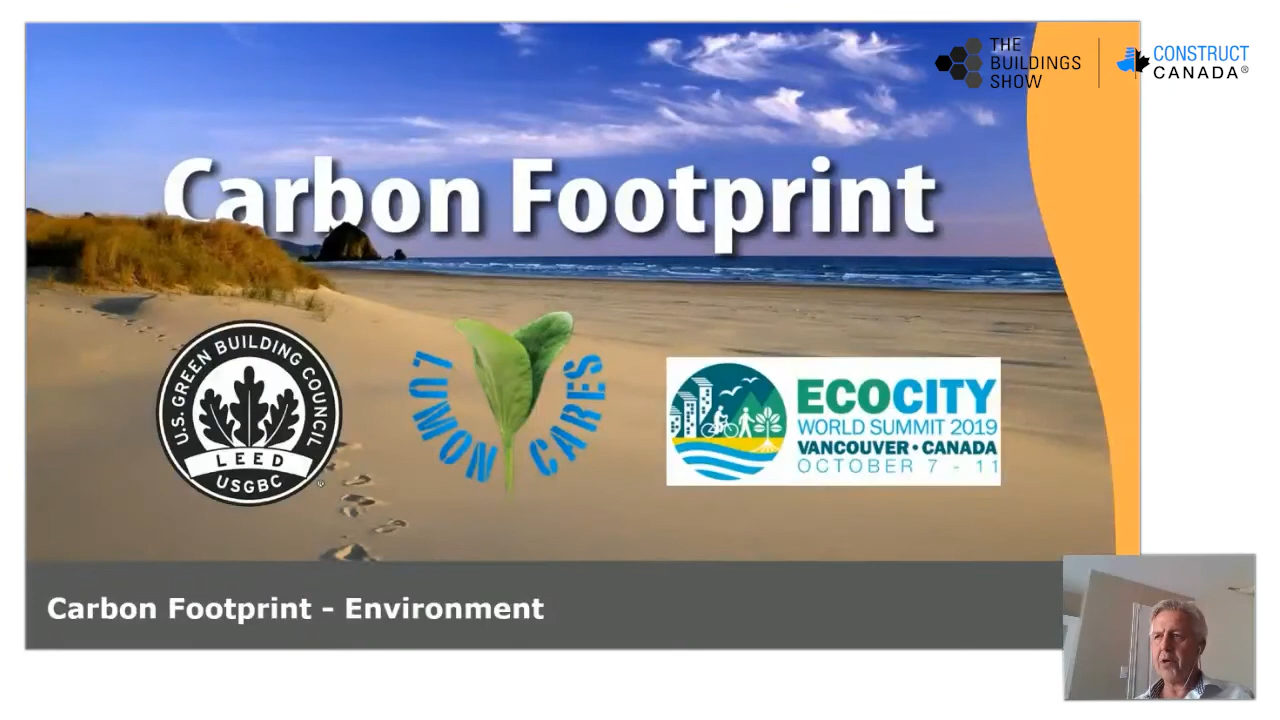 THE
BUILDINGS
SHOW
CONSTRUCT
CANADA®
Carbon Footprint
U.S. GREEN BUILDING COUNCIL
LEED
USGBC
®
LUMON CARES
ECOCITY
WORLD SUMMIT 2019
VANCOUVER • CANADA
OCTOBER 7 - 11
Carbon Footprint - Environment